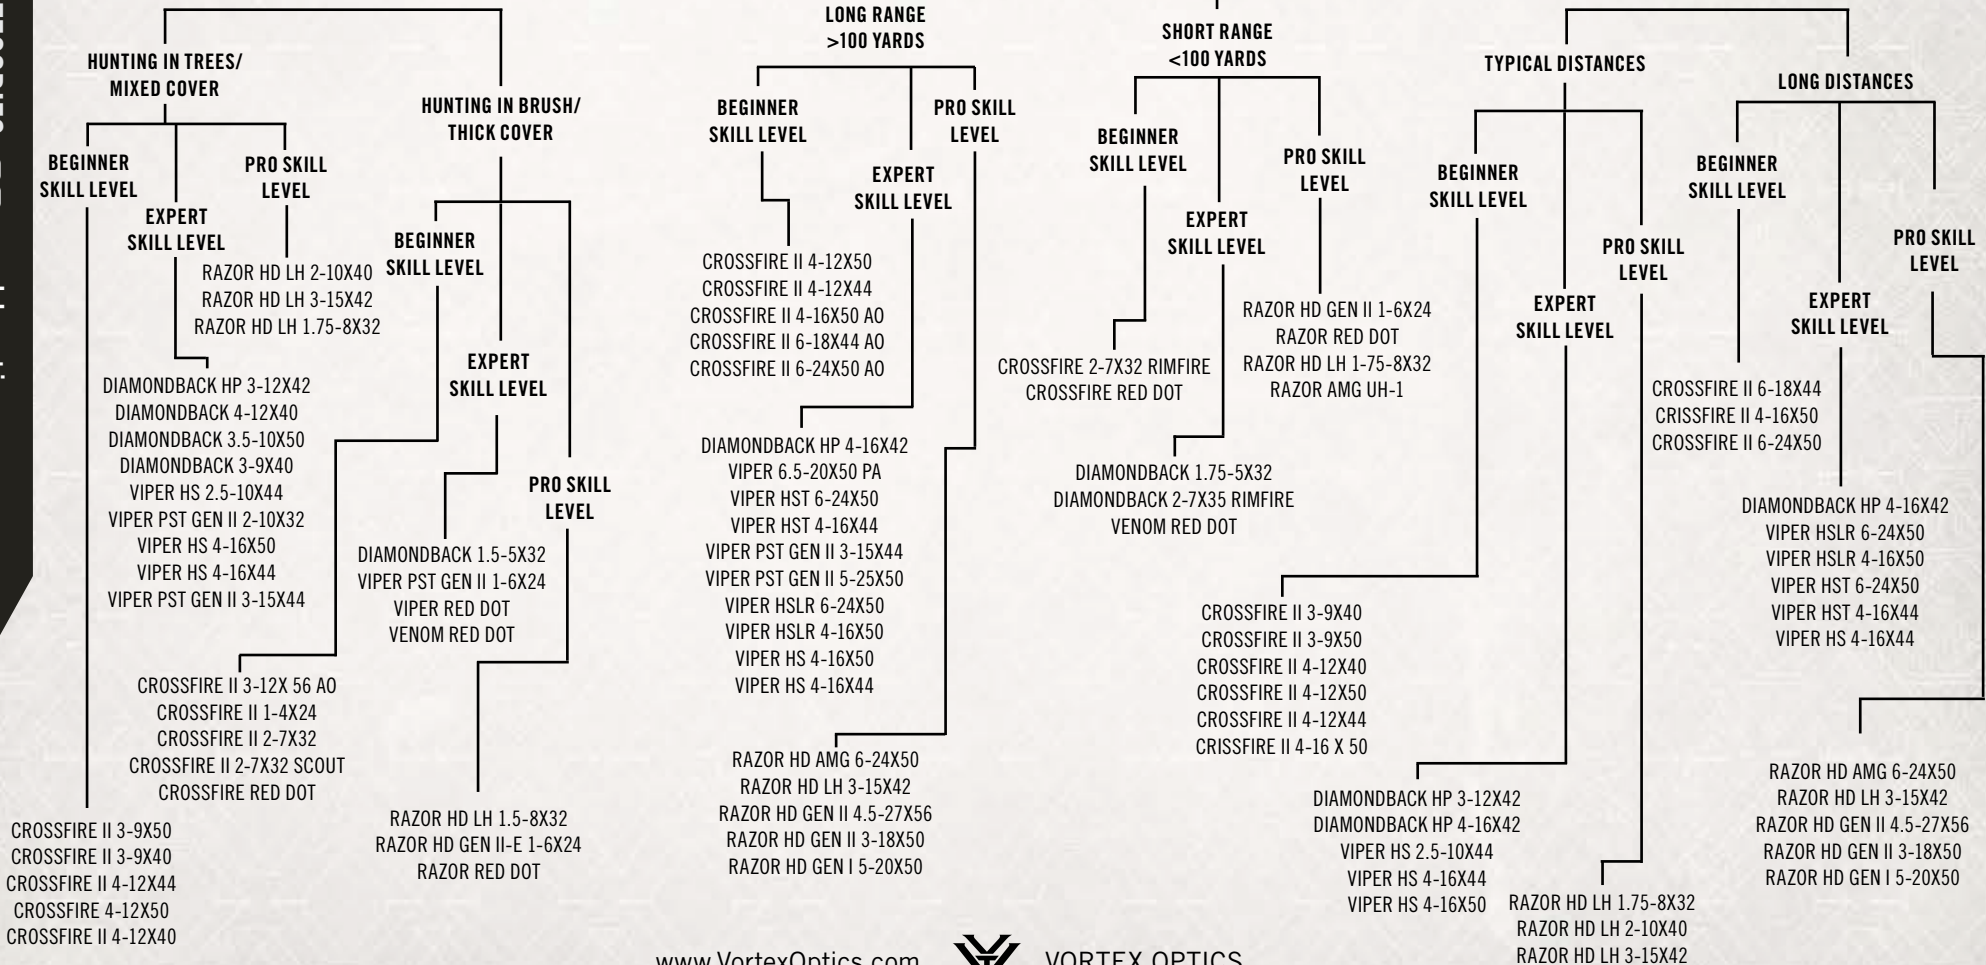 HUNTING IN TREES/
MIXED COVER
BEGINNER
SKILL LEVEL
EXPERT
SKILL LEVEL
PRO SKILL
LEVEL
RAZOR HD LH 2-10X40
RAZOR HD LH 3-15X42
RAZOR HD LH 1.75-8X32
DIAMONDBACK HP 3-12X42
DIAMONDBACK 4-12X40
DIAMONDBACK 3.5-10X50
DIAMONDBACK 3-9X40
VIPER HS 2.5-10X44
VIPER PST GEN II 2-10X32
VIPER HS 4-16X50
VIPER HS 4-16X44
VIPER PST GEN II 3-15X44
CROSSFIRE II 3-9X50
CROSSFIRE II 3-9X40
CROSSFIRE II 4-12X44
CROSSFIRE 4-12X50
CROSSFIRE II 4-12X40
HUNTING IN BRUSH/
THICK COVER
BEGINNER
SKILL LEVEL
EXPERT
SKILL LEVEL
PRO SKILL
LEVEL
DIAMONDBACK 1.5-5X32
VIPER PST GEN II 1-6X24
VIPER RED DOT
VENOM RED DOT
CROSSFIRE II 3-12X 56 AO
CROSSFIRE II 1-4X24
CROSSFIRE II 2-7X32
CROSSFIRE II 2-7X32 SCOUT
CROSSFIRE RED DOT
RAZOR HD LH 1.5-8X32
RAZOR HD GEN II-E 1-6X24
RAZOR RED DOT
LONG RANGE
>100 YARDS
BEGINNER
SKILL LEVEL
EXPERT
SKILL LEVEL
PRO SKILL
LEVEL
CROSSFIRE II 4-12X50
CROSSFIRE II 4-12X44
CROSSFIRE II 4-16X50 AO
CROSSFIRE II 6-18X44 AO
CROSSFIRE II 6-24X50 AO
DIAMONDBACK HP 4-16X42
VIPER 6.5-20X50 PA
VIPER HST 6-24X50
VIPER HST 4-16X44
VIPER PST GEN II 3-15X44
VIPER PST GEN II 5-25X50
VIPER HSLR 6-24X50
VIPER HSLR 4-16X50
VIPER HS 4-16X50
VIPER HS 4-16X44
RAZOR HD AMG 6-24X50
RAZOR HD LH 3-15X42
RAZOR HD GEN II 4.5-27X56
RAZOR HD GEN II 3-18X50
RAZOR HD GEN I 5-20X50
SHORT RANGE
<100 YARDS
BEGINNER
SKILL LEVEL
EXPERT
SKILL LEVEL
PRO SKILL
LEVEL
RAZOR HD GEN II 1-6X24
RAZOR RED DOT
RAZOR HD LH 1-75-8X32
RAZOR AMG UH-1
CROSSFIRE 2-7X32 RIMFIRE
CROSSFIRE RED DOT
DIAMONDBACK 1.75-5X32
DIAMONDBACK 2-7X35 RIMFIRE
VENOM RED DOT
TYPICAL DISTANCES
BEGINNER
SKILL LEVEL
EXPERT
SKILL LEVEL
PRO SKILL
LEVEL
CROSSFIRE II 3-9X40
CROSSFIRE II 3-9X50
CROSSFIRE II 4-12X40
CROSSFIRE II 4-12X50
CROSSFIRE II 4-12X44
CRISSFIRE II 4-16 X 50
DIAMONDBACK HP 3-12X42
DIAMONDBACK HP 4-16X42
VIPER HS 2.5-10X44
VIPER HS 4-16X44
VIPER HS 4-16X50
RAZOR HD LH 1.75-8X32
RAZOR HD LH 2-10X40
RAZOR HD LH 3-15X42
LONG DISTANCES
BEGINNER
SKILL LEVEL
EXPERT
SKILL LEVEL
PRO SKILL
LEVEL
CROSSFIRE II 6-18X44
CRISSFIRE II 4-16X50
CROSSFIRE II 6-24X50
DIAMONDBACK HP 4-16X42
VIPER HSLR 6-24X50
VIPER HSLR 4-16X50
VIPER HST 6-24X50
VIPER HST 4-16X44
VIPER HS 4-16X44
RAZOR HD AMG 6-24X50
RAZOR HD LH 3-15X42
RAZOR HD GEN II 4.5-27X56
RAZOR HD GEN II 3-18X50
RAZOR HD GEN I 5-20X50
www.VortexOptics.com
VORTEX OPTICS